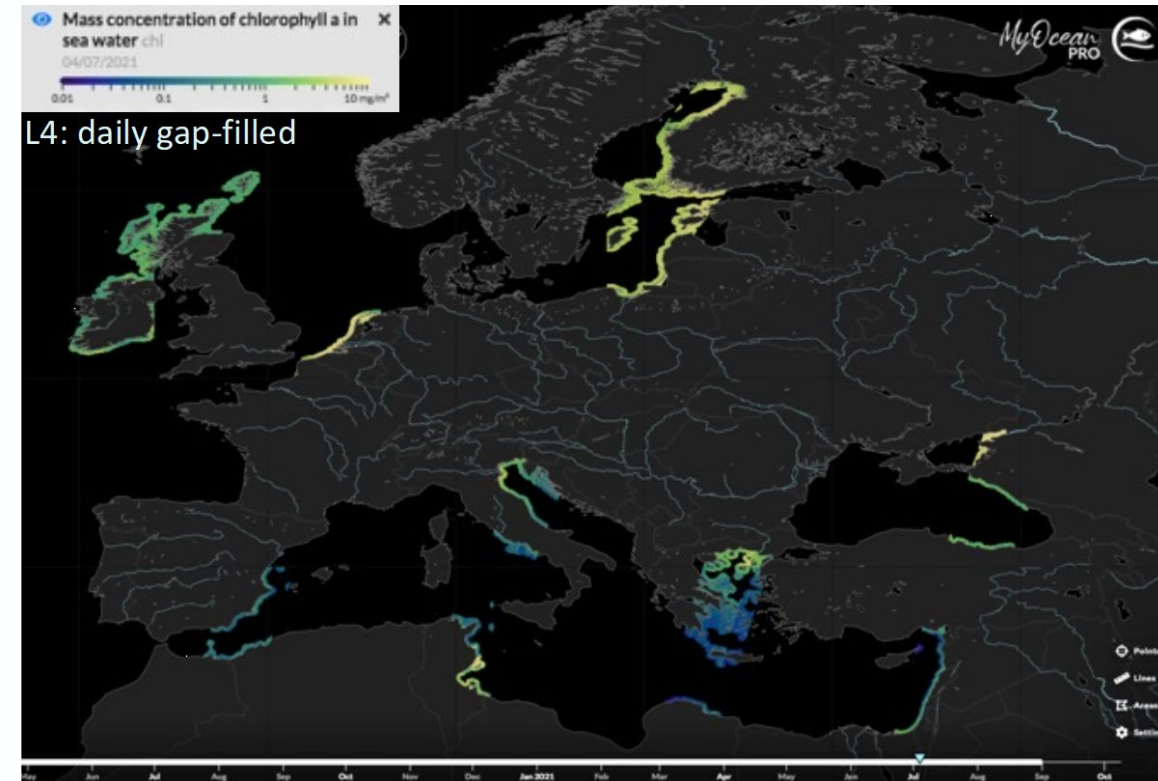 Mass concentration of chlorophyll a in
sea water chl
04/07/2021
0.01 0.1 1 10 mg/m³
L4: daily gap-filled
MyOcean
PRO
Points
Lines
Areas
Jun Jul Aug Sep Oct Nov Dec Jan 2021 Feb Mar Apr May Jun Jul Aug Sep Oct